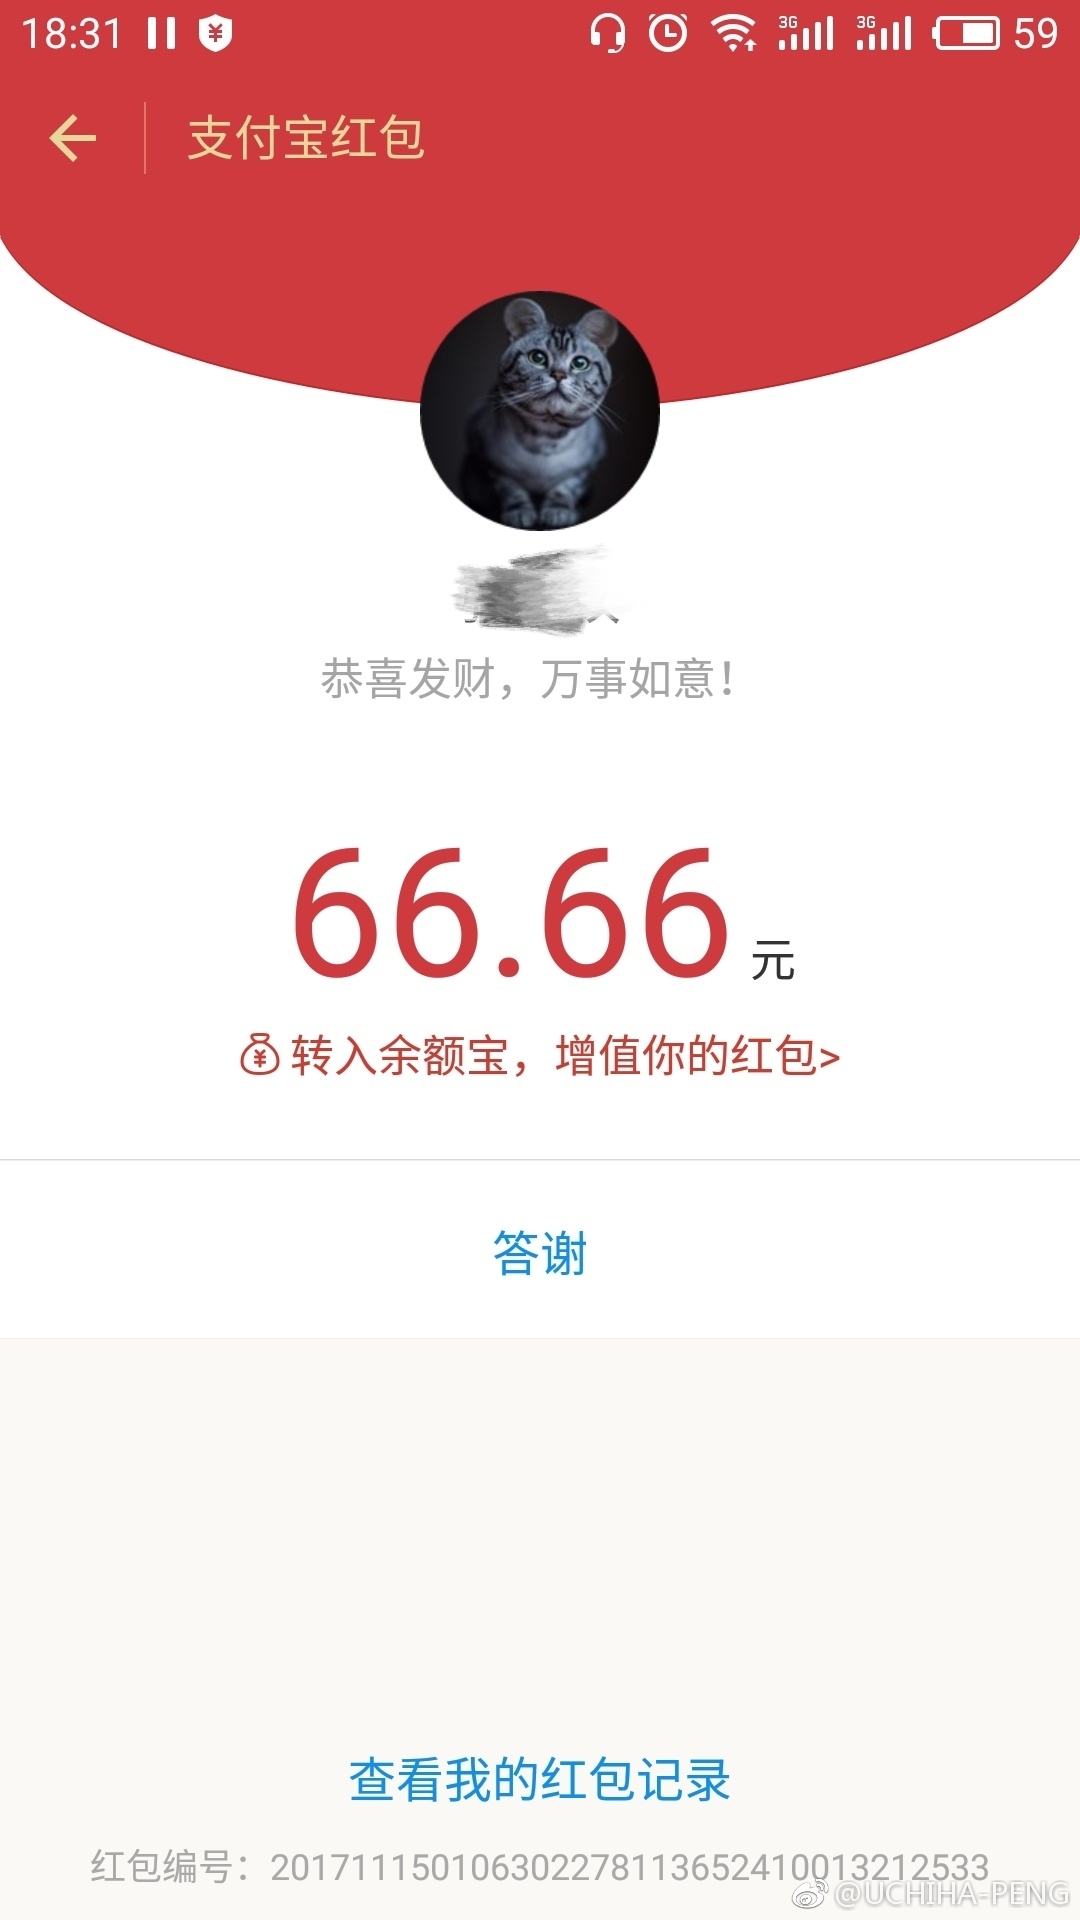 18:31
3G 3G 59
支付宝红包
恭喜发财，万事如意！
66.66 元
转入余额宝，增值你的红包>
答谢
查看我的红包记录
红包编号：20171115010630227811365241001321​2533
@UCHIHA-PENG